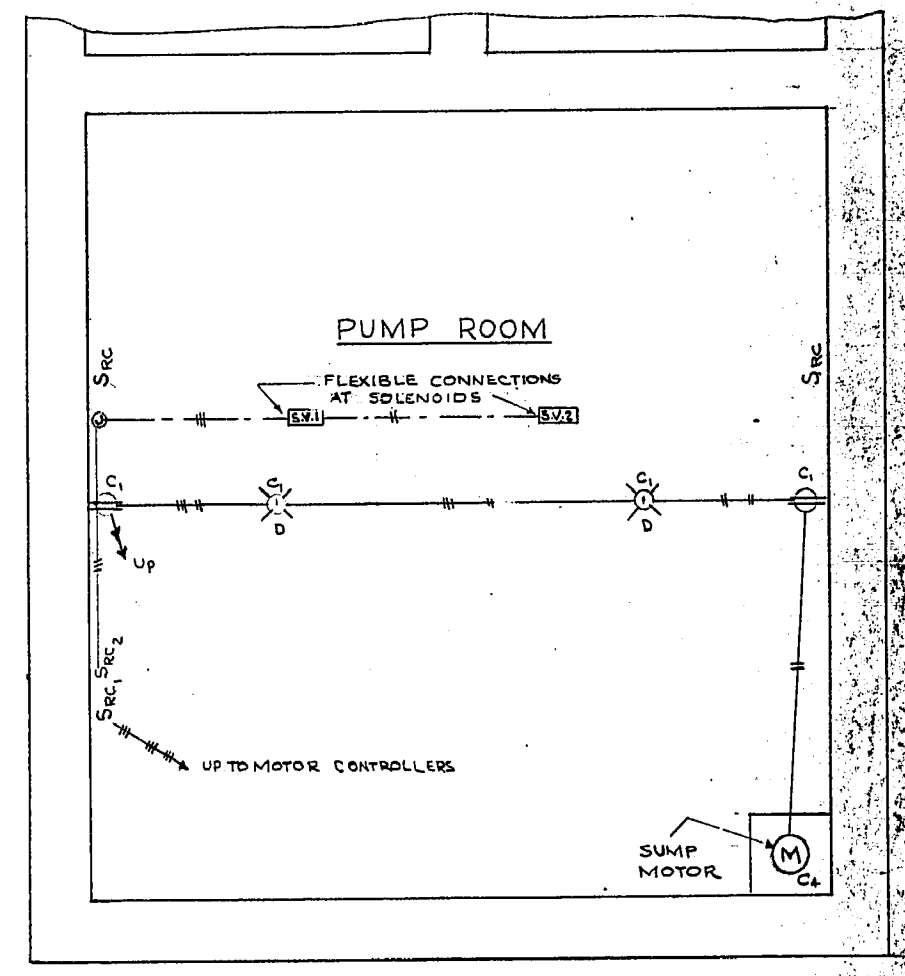 PUMP ROOM
SRC
SRC
FLEXIBLE CONNECTIONS
AT SOLENOIDS
S.V.1
S.V.2
C1
C1
C1
C1
D
D
UP
SRC2
SRC1
UP TO MOTOR CONTROLLERS
SUMP
MOTOR
M
C4